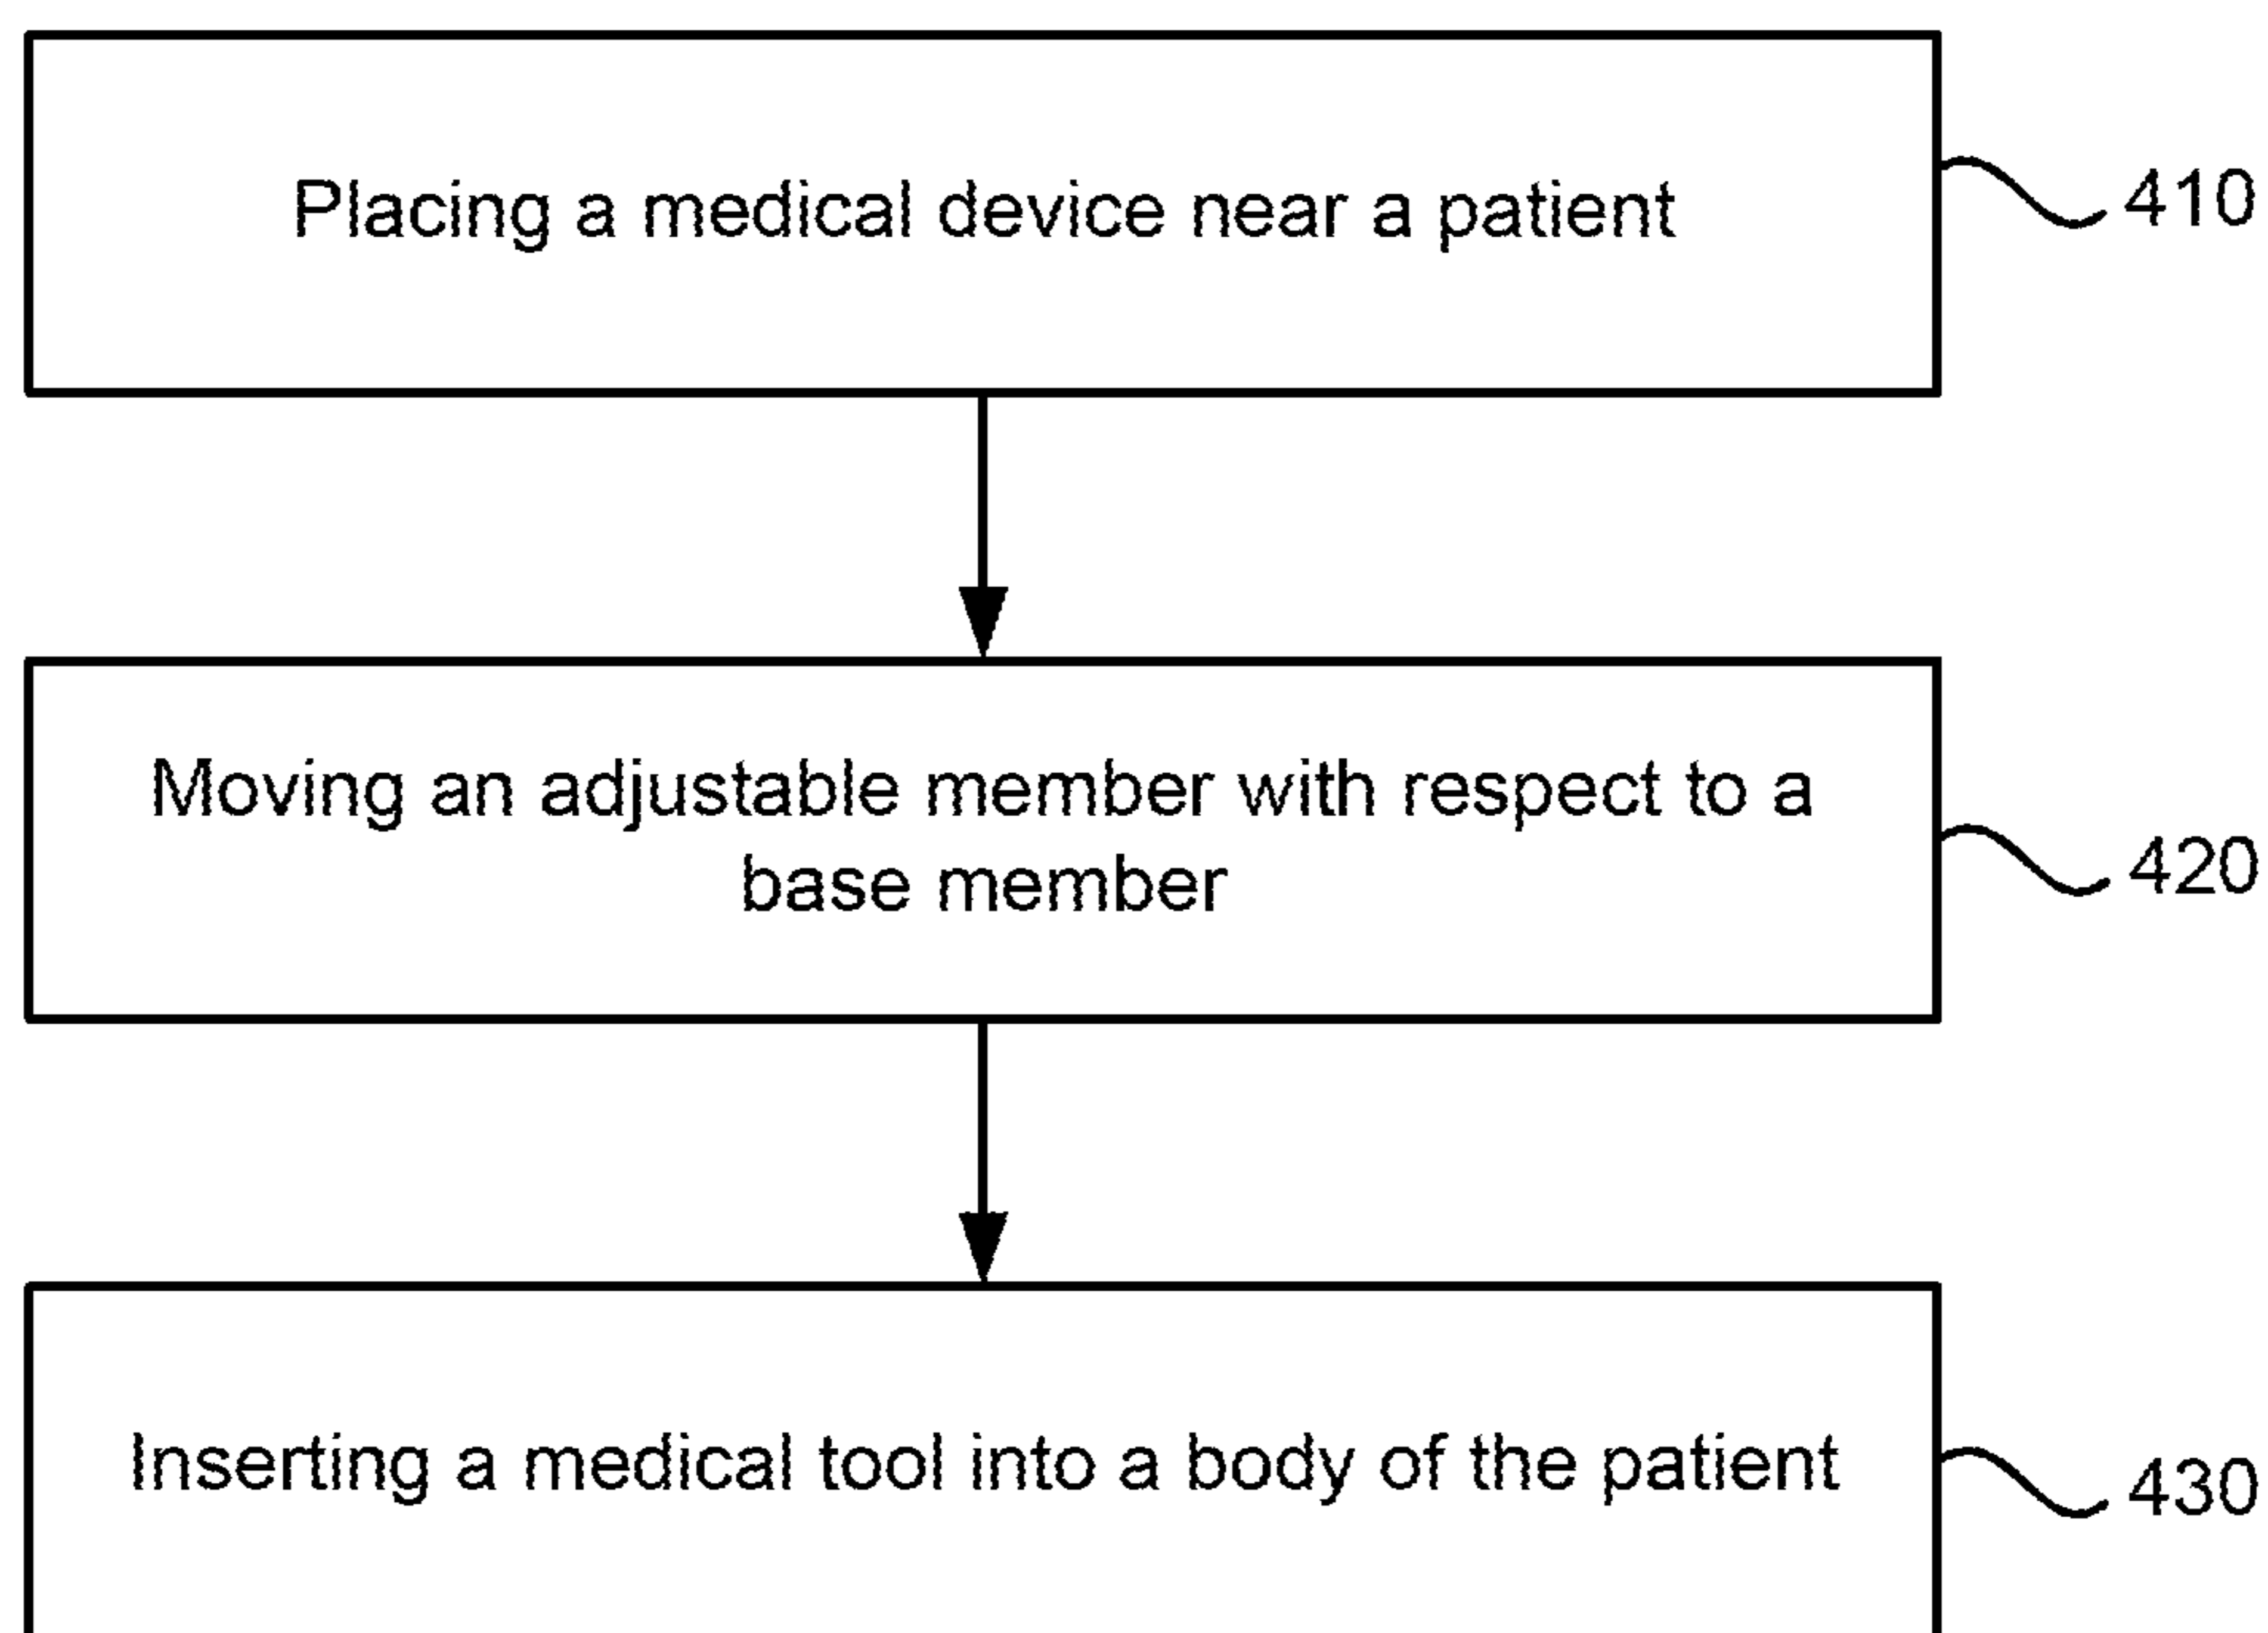 Placing a medical device near a patient
410
Moving an adjustable member with respect to a
base member
420
Inserting a medical tool into a body of the patient
430